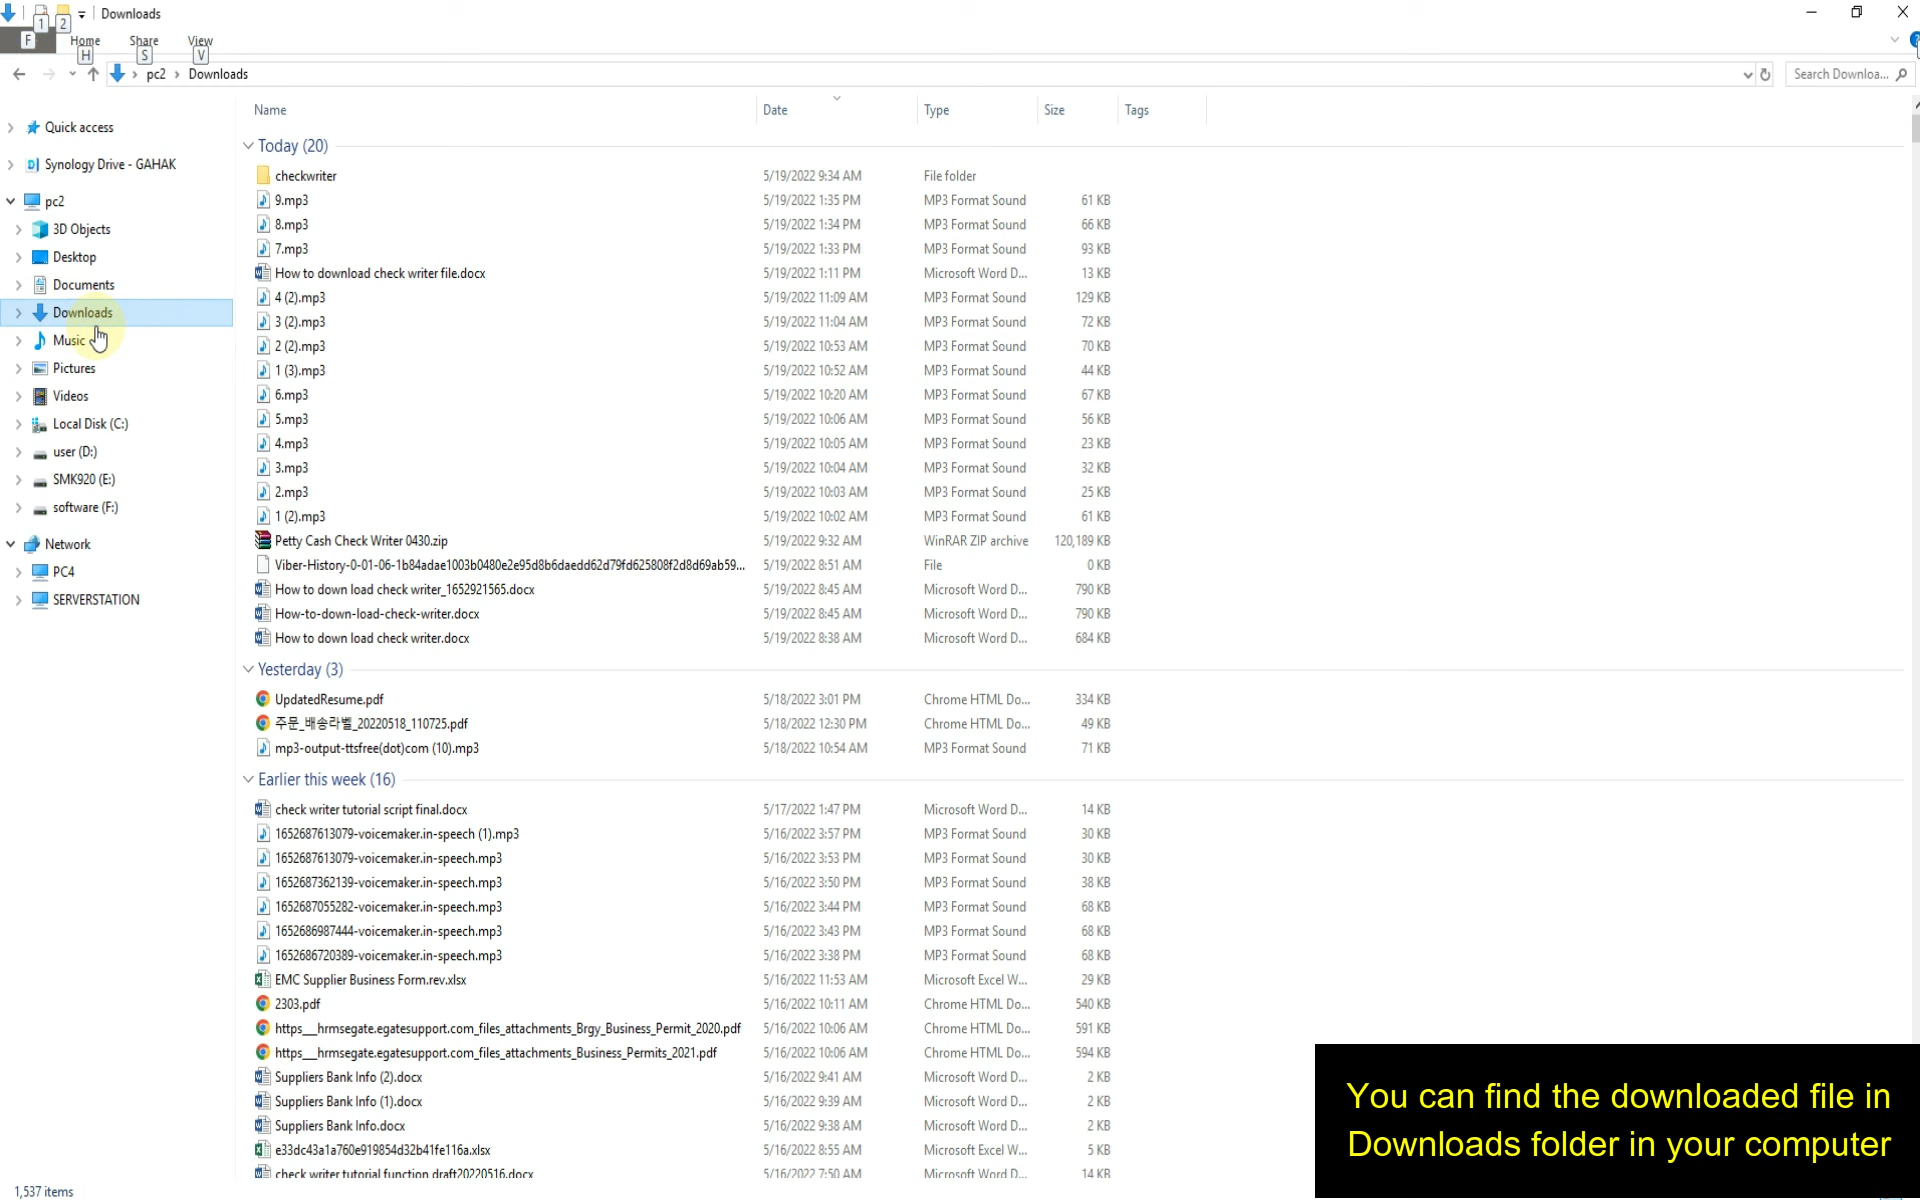 1 2 Downloads
F Home Share View
H S V
pc2 Downloads Search Downloa...
Name Date Type Size Tags
Quick access
Synology Drive - GAHAK
pc2
3D Objects
Desktop
Documents
Downloads
Music
Pictures
Videos
Local Disk (C:)
user (D:)
SMK920 (E:)
software (F:)
Network
PC4
SERVERSTATION
Today (20)
checkwriter 5/19/2022 9:34 AM File folder
9.mp3 5/19/2022 1:35 PM MP3 Format Sound 61 KB
8.mp3 5/19/2022 1:34 PM MP3 Format Sound 66 KB
7.mp3 5/19/2022 1:33 PM MP3 Format Sound 93 KB
How to download check writer file.docx 5/19/2022 1:11 PM Microsoft Word D... 13 KB
4 (2).mp3 5/19/2022 11:09 AM MP3 Format Sound 129 KB
3 (2).mp3 5/19/2022 11:04 AM MP3 Format Sound 72 KB
2 (2).mp3 5/19/2022 10:53 AM MP3 Format Sound 70 KB
1 (3).mp3 5/19/2022 10:52 AM MP3 Format Sound 44 KB
6.mp3 5/19/2022 10:20 AM MP3 Format Sound 67 KB
5.mp3 5/19/2022 10:06 AM MP3 Format Sound 56 KB
4.mp3 5/19/2022 10:05 AM MP3 Format Sound 23 KB
3.mp3 5/19/2022 10:04 AM MP3 Format Sound 32 KB
2.mp3 5/19/2022 10:03 AM MP3 Format Sound 25 KB
1 (2).mp3 5/19/2022 10:02 AM MP3 Format Sound 61 KB
Petty Cash Check Writer 0430.zip 5/19/2022 9:32 AM WinRAR ZIP archive 120,189 KB
Viber-History-0-01-06-1b84adae1003b0480e2e95d8b6daedd62d79fd625808f2d8d69ab59... 5/19/2022 8:51 AM File 0 KB
How to down load check writer_1652921565.docx 5/19/2022 8:45 AM Microsoft Word D... 790 KB
How-to-down-load-check-writer.docx 5/19/2022 8:45 AM Microsoft Word D... 790 KB
How to down load check writer.docx 5/19/2022 8:38 AM Microsoft Word D... 684 KB
Yesterday (3)
UpdatedResume.pdf 5/18/2022 3:01 PM Chrome HTML Do... 334 KB
주문_배송라벨_20220518_110725.pdf 5/18/2022 12:30 PM Chrome HTML Do... 49 KB
mp3-output-ttsfree(dot)com (10).mp3 5/18/2022 10:54 AM MP3 Format Sound 71 KB
Earlier this week (16)
check writer tutorial script final.docx 5/17/2022 1:47 PM Microsoft Word D... 14 KB
1652687613079-voicemaker.in-speech (1).mp3 5/16/2022 3:57 PM MP3 Format Sound 30 KB
1652687613079-voicemaker.in-speech.mp3 5/16/2022 3:53 PM MP3 Format Sound 30 KB
1652687362139-voicemaker.in-speech.mp3 5/16/2022 3:50 PM MP3 Format Sound 38 KB
1652687055282-voicemaker.in-speech.mp3 5/16/2022 3:44 PM MP3 Format Sound 68 KB
1652686987444-voicemaker.in-speech.mp3 5/16/2022 3:43 PM MP3 Format Sound 68 KB
1652686720389-voicemaker.in-speech.mp3 5/16/2022 3:38 PM MP3 Format Sound 68 KB
EMC Supplier Business Form.rev.xlsx 5/16/2022 11:53 AM Microsoft Excel W... 29 KB
2303.pdf 5/16/2022 10:11 AM Chrome HTML Do... 540 KB
https__hrmsegate.egatesupport.com_files_attachments_Brgy_Business_Permit_2020.pdf 5/16/2022 10:06 AM Chrome HTML Do... 591 KB
https__hrmsegate.egatesupport.com_files_attachments_Business_Permits_2021.pdf 5/16/2022 10:06 AM Chrome HTML Do... 594 KB
Suppliers Bank Info (2).docx 5/16/2022 9:41 AM Microsoft Word D... 2 KB
Suppliers Bank Info (1).docx 5/16/2022 9:39 AM Microsoft Word D... 2 KB
Suppliers Bank Info.docx 5/16/2022 9:38 AM Microsoft Word D... 2 KB
e33dc43a1a760e919854d32b41fe116a.xlsx 5/16/2022 8:55 AM Microsoft Excel W... 5 KB
check writer tutorial function draft20220516.docx 5/16/2022 7:50 AM Microsoft Word D... 14 KB
You can find the downloaded file in
Downloads folder in your computer
1,537 items